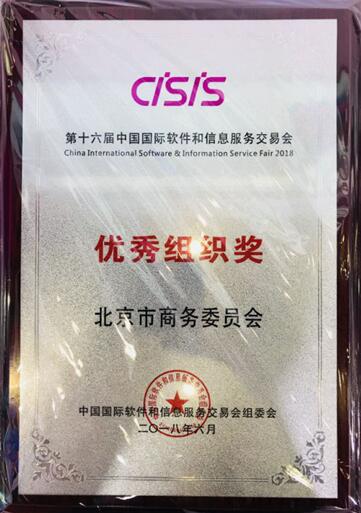 CISIS
第十六届中国国际软件和信息服务交易会
China International Software & Information Service Fair 2018
优秀组织奖
北京市商务委员会
中国国际软件和信息服务交易会组委会
二〇一八年六月